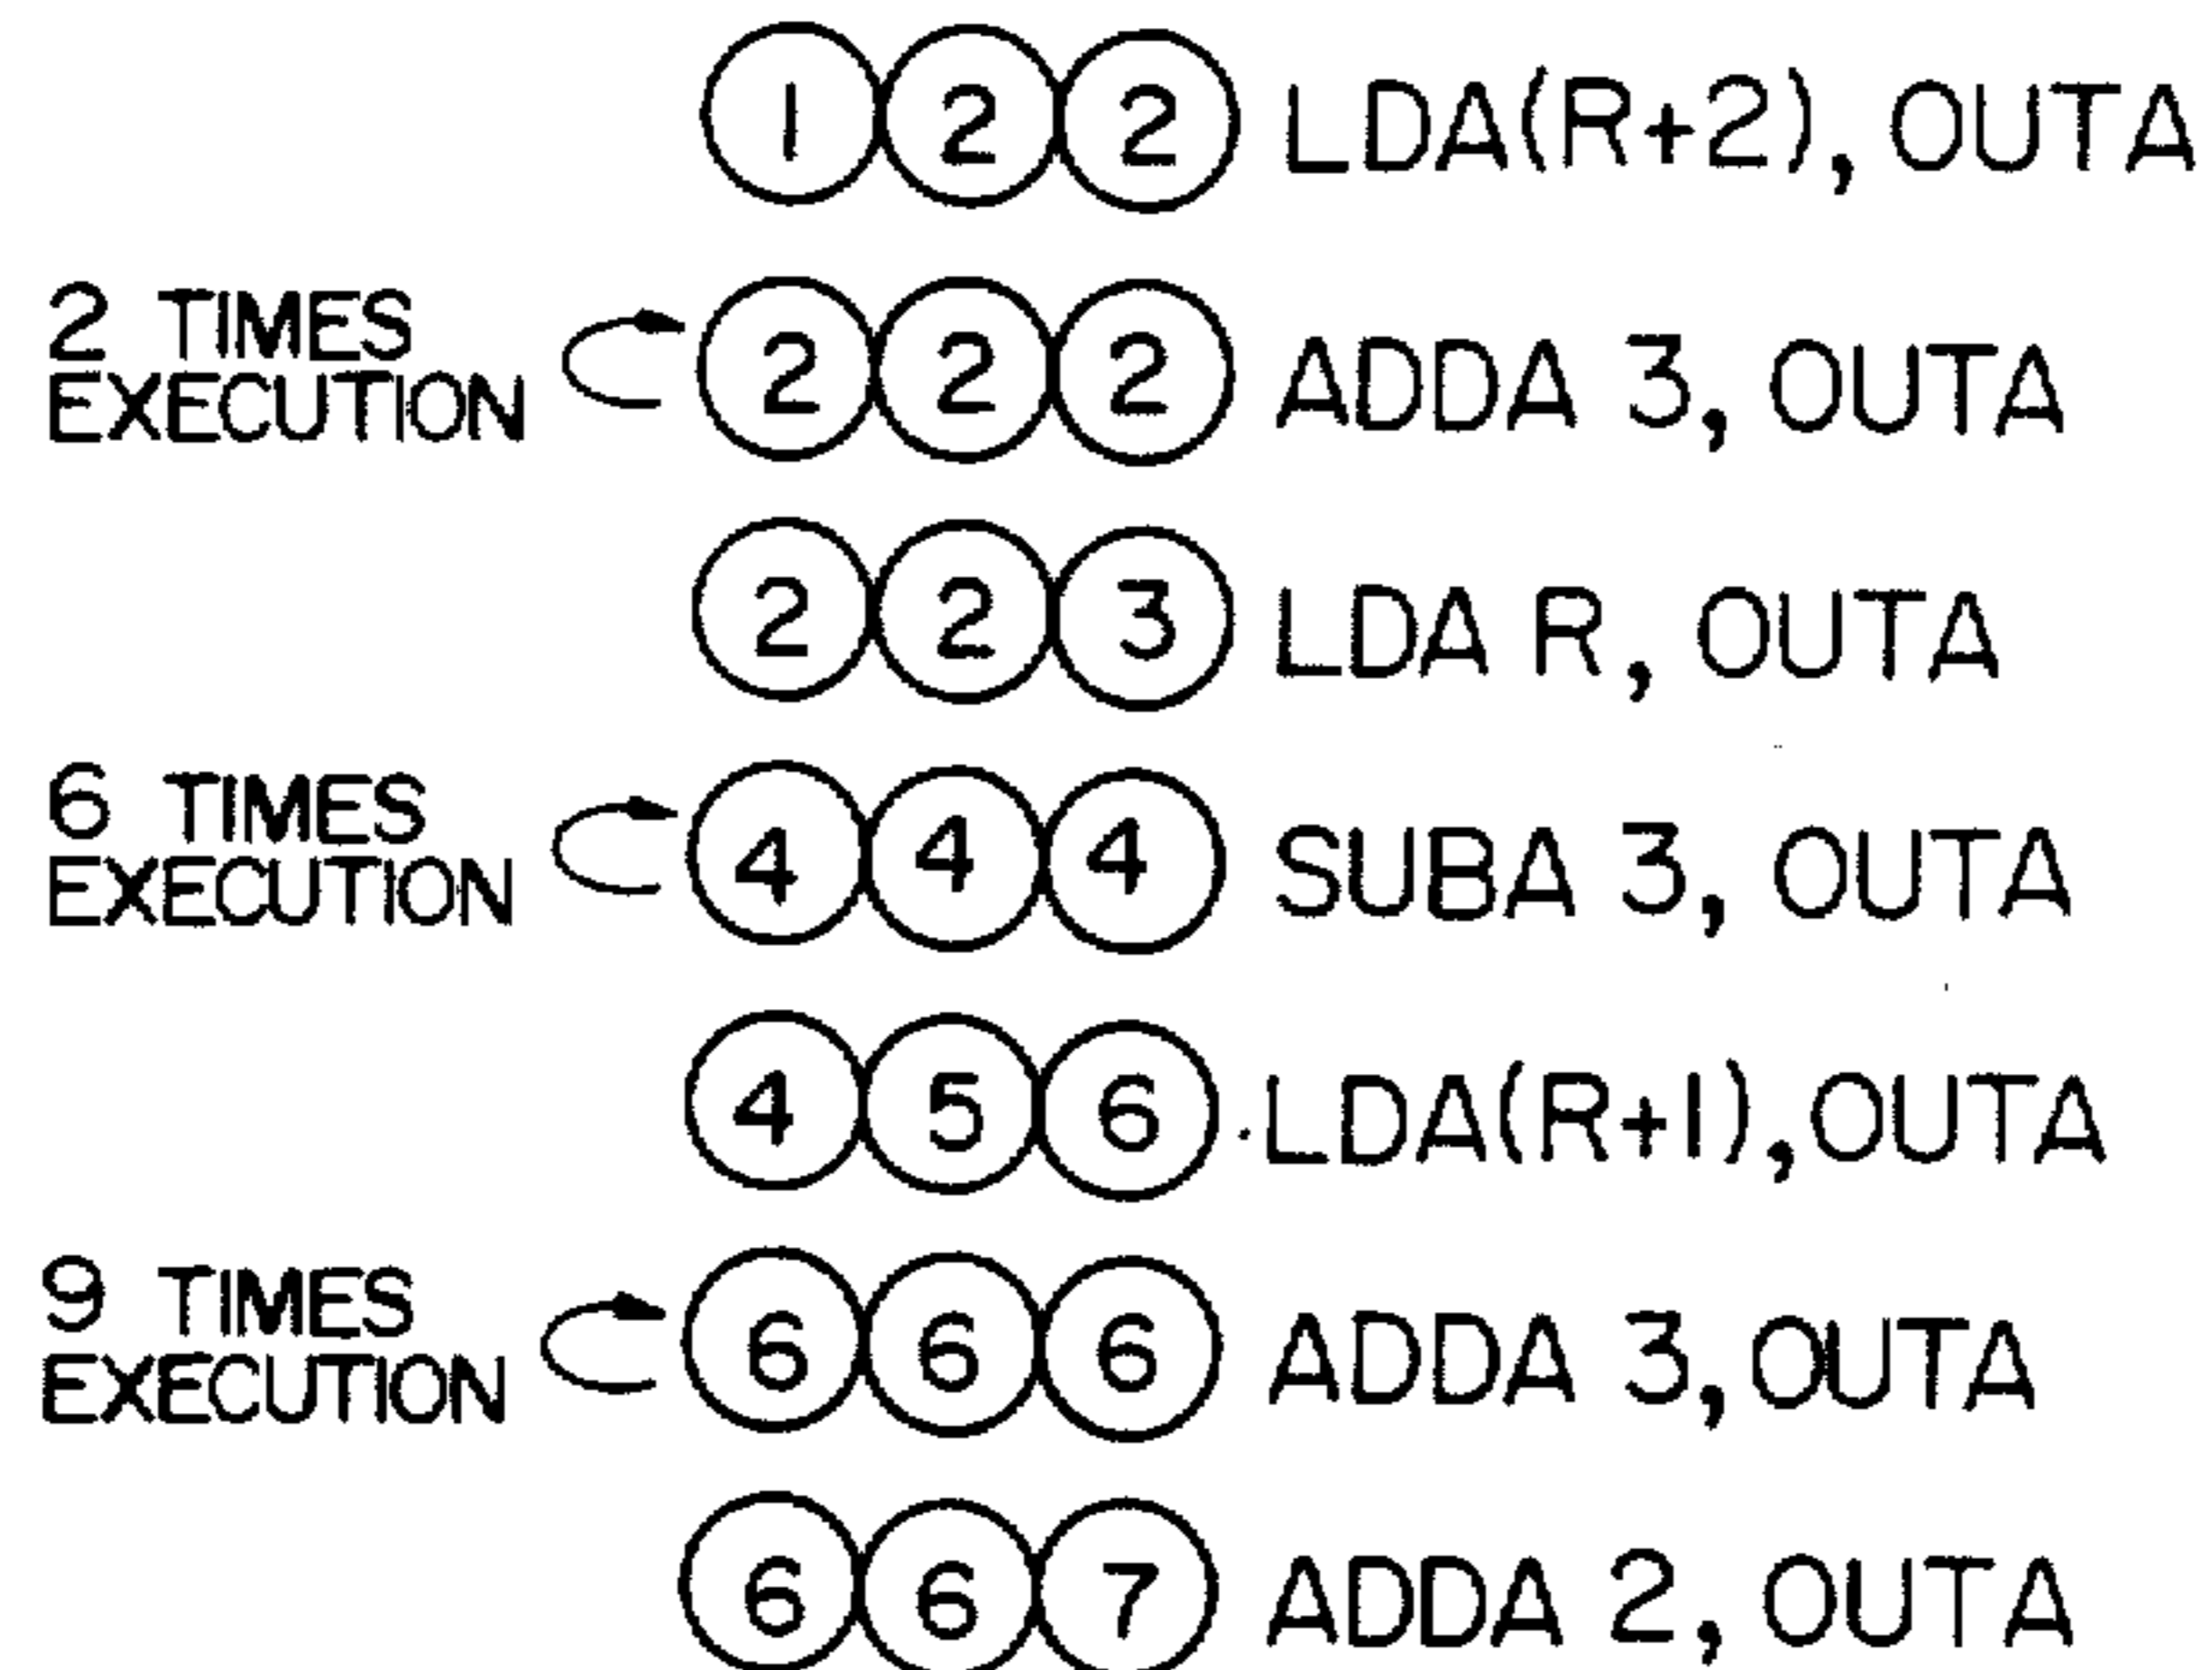 1 2 2 LDA(R+2), OUTA
2 TIMES
EXECUTION
2 2 2 ADDA 3, OUTA
2 2 3 LDA R, OUTA
6 TIMES
EXECUTION
4 4 4 SUBA 3, OUTA
4 5 6 LDA(R+1), OUTA
9 TIMES
EXECUTION
6 6 6 ADDA 3, OUTA
6 6 7 ADDA 2, OUTA